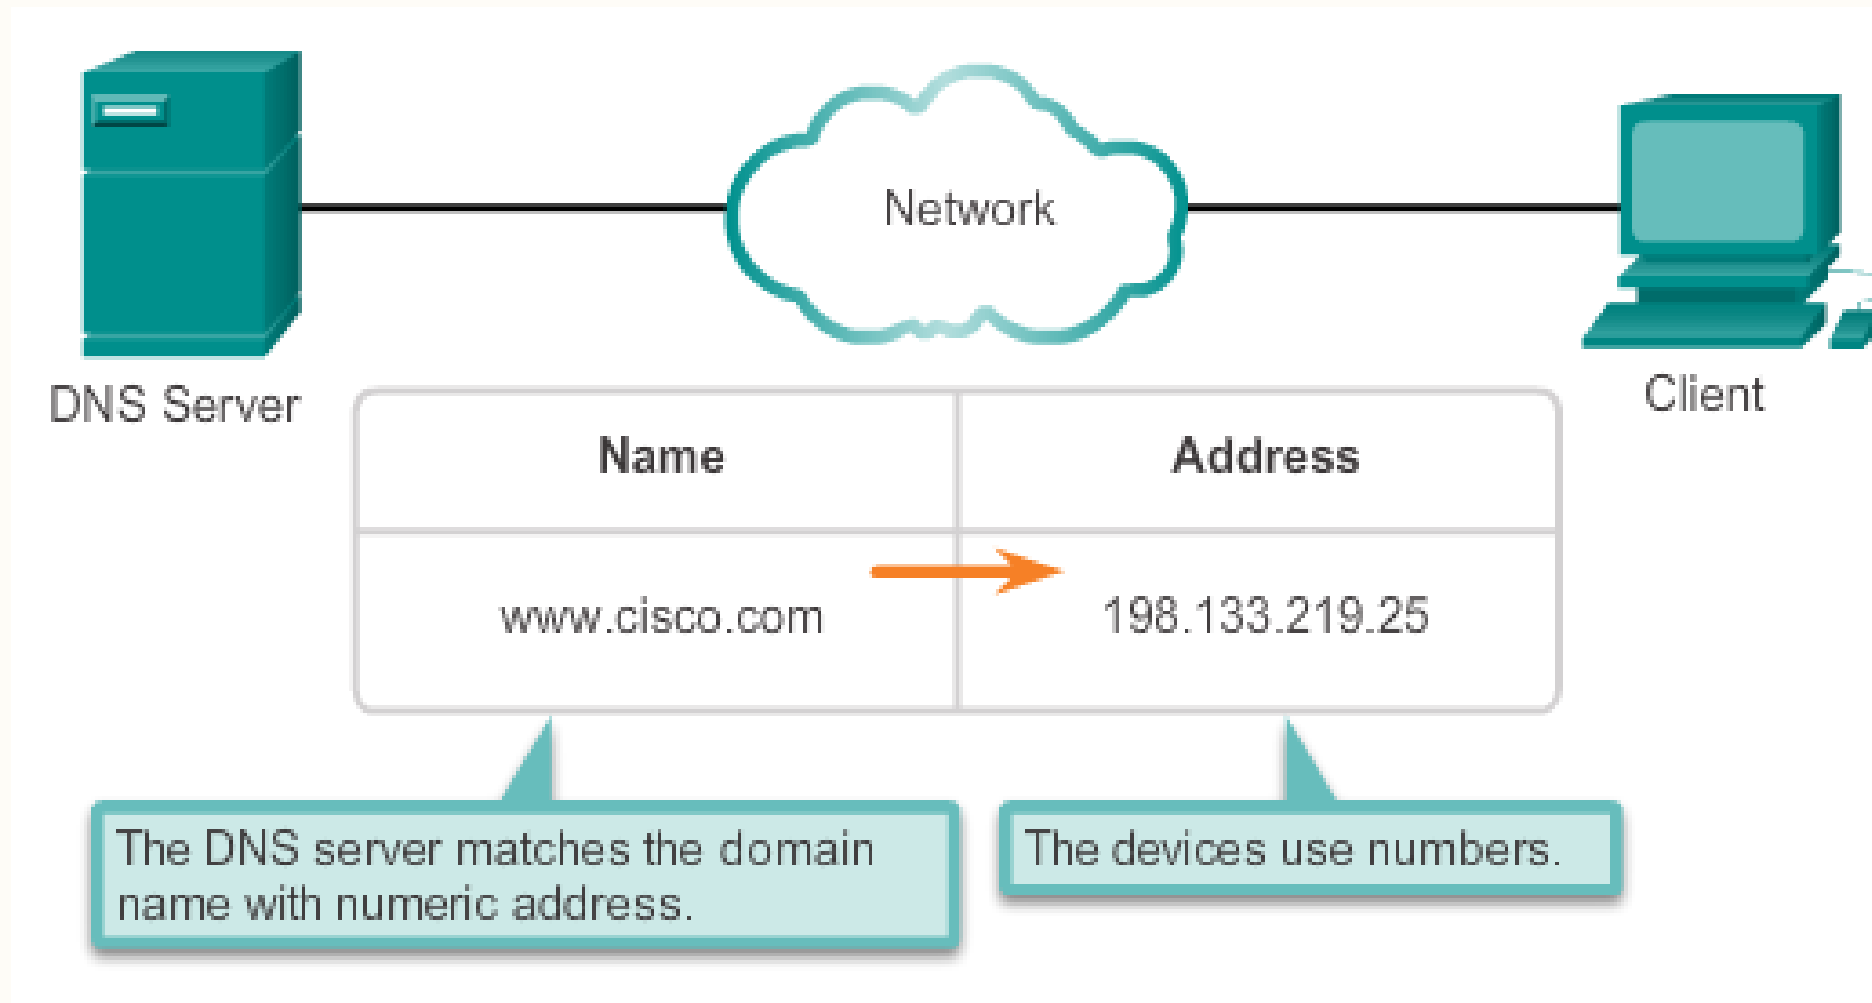 Network
DNS Server
Client
Name
Address
www.cisco.com
198.133.219.25
The DNS server matches the domain
name with numeric address.
The devices use numbers.